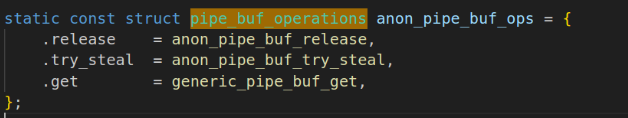 static const struct pipe_buf_operations anon_pipe_buf_ops = {
    .release    = anon_pipe_buf_release,
    .try_steal  = anon_pipe_buf_try_steal,
    .get        = generic_pipe_buf_get,
};